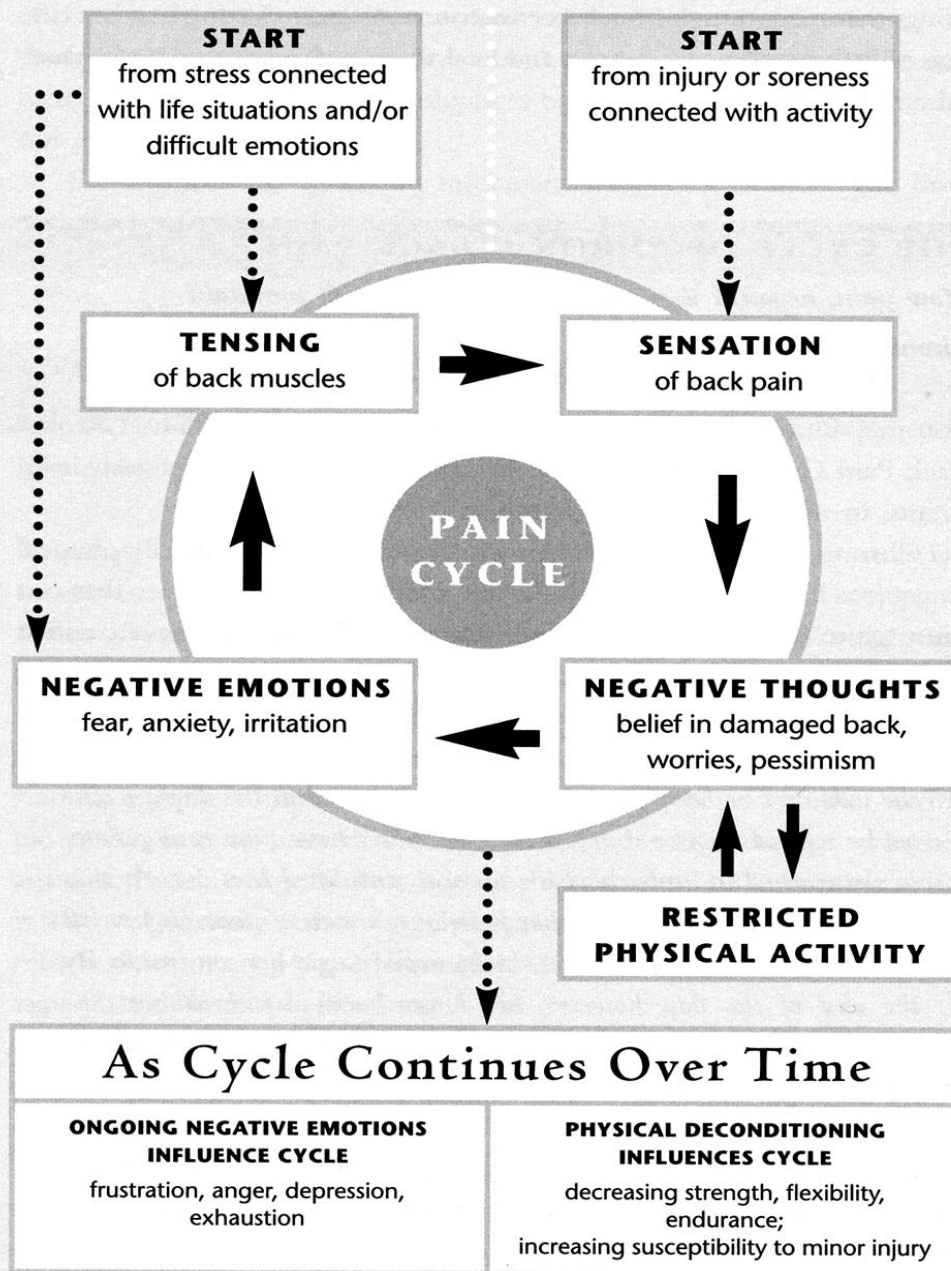 START
from stress connected
with life situations and/or
difficult emotions
START
from injury or soreness
connected with activity
TENSING
of back muscles
SENSATION
of back pain
PAIN
CYCLE
NEGATIVE EMOTIONS
fear, anxiety, irritation
NEGATIVE THOUGHTS
belief in damaged back,
worries, pessimism
RESTRICTED
PHYSICAL ACTIVITY
As Cycle Continues Over Time
ONGOING NEGATIVE EMOTIONS
INFLUENCE CYCLE
frustration, anger, depression,
exhaustion
PHYSICAL DECONDITIONING
INFLUENCES CYCLE
decreasing strength, flexibility,
endurance;
increasing susceptibility to minor injury